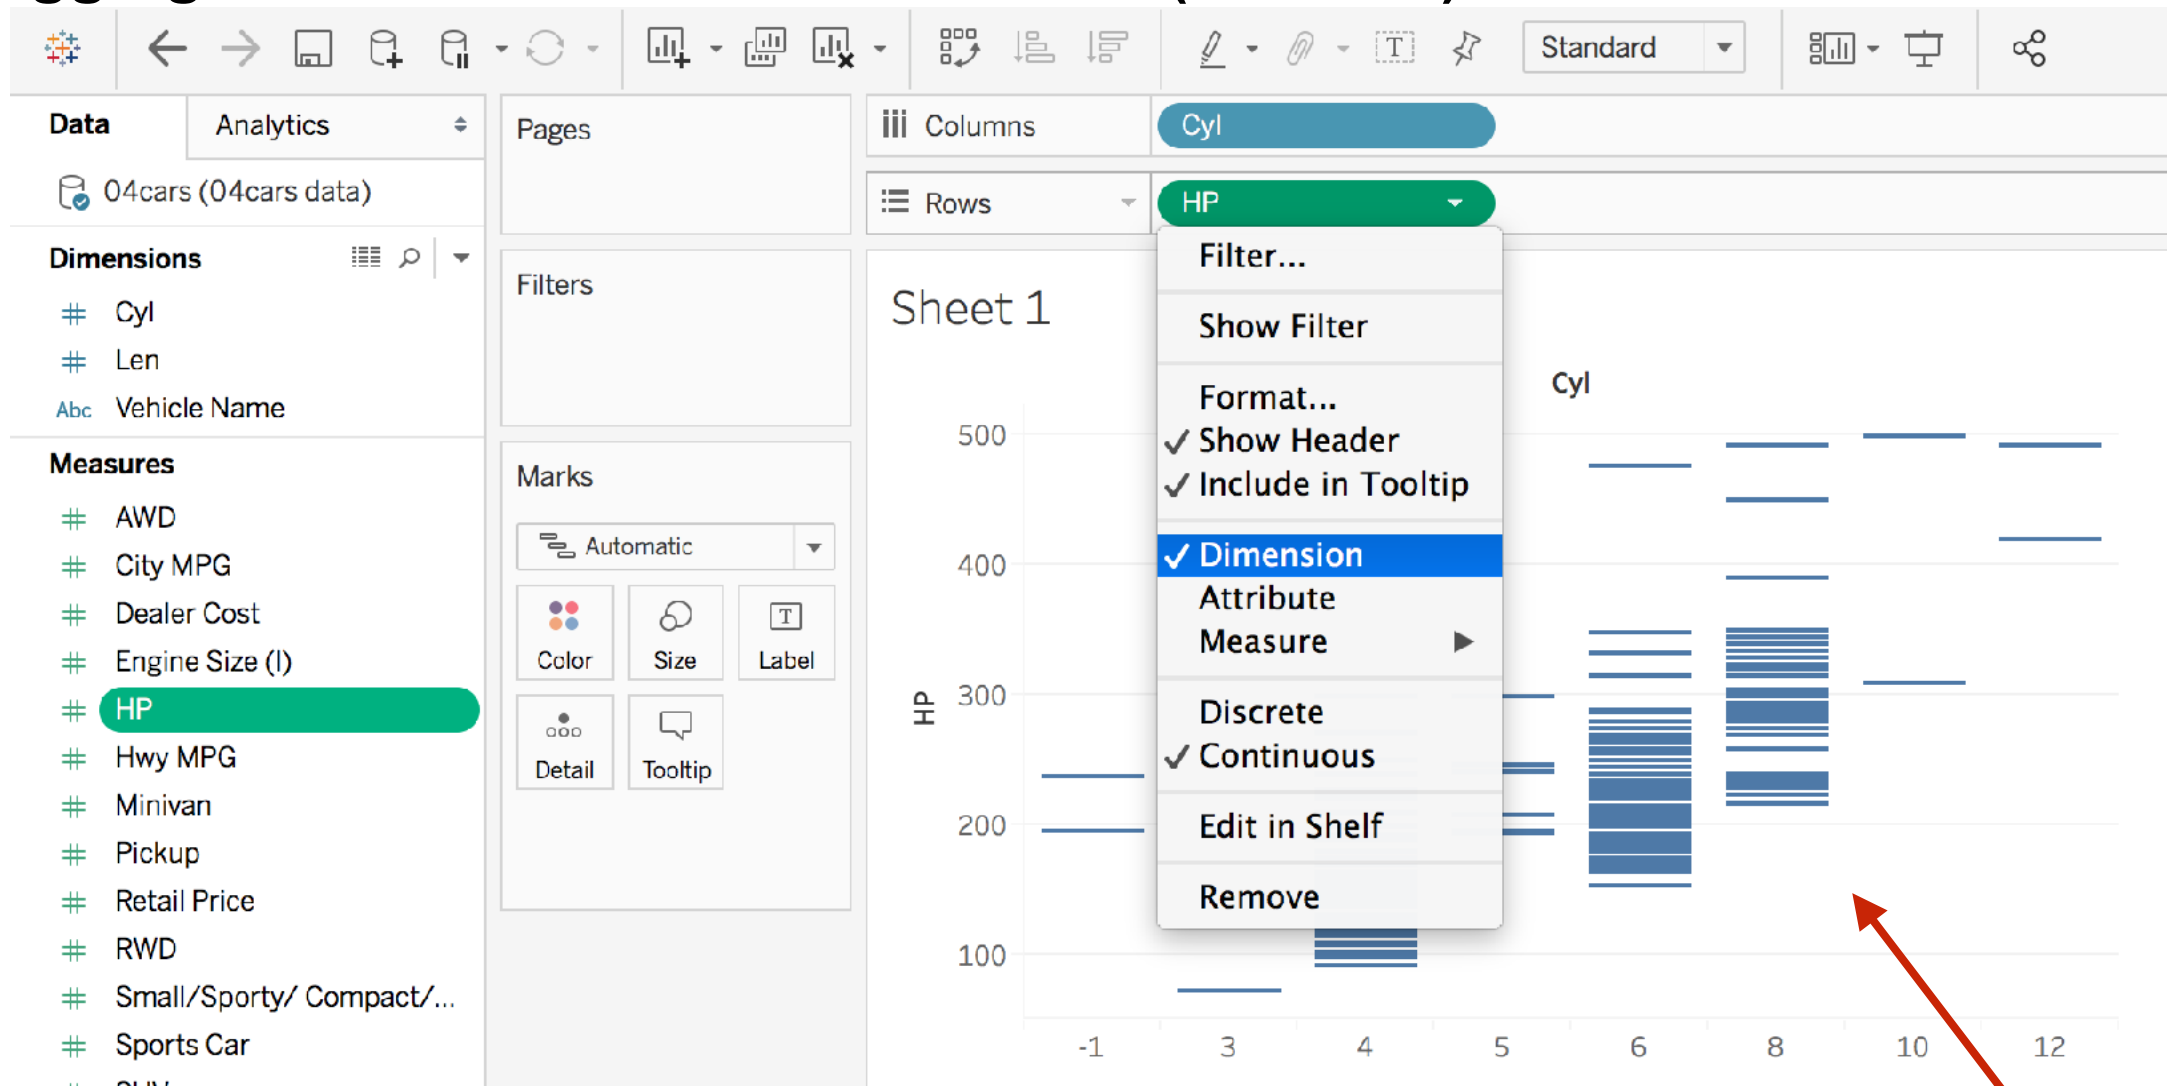 Standard
Data
Analytics
04cars (04cars data)
Dimensions
Cyl
Len
Abc Vehicle Name
Measures
AWD
City MPG
Dealer Cost
Engine Size (l)
HP
Hwy MPG
Minivan
Pickup
Retail Price
RWD
Small/Sporty/ Compact/...
Sports Car
Pages
Filters
Marks
Automatic
Color
Size
T
Label
Detail
Tooltip
Columns
Cyl
Rows
HP
Filter...
Show Filter
Format...
Show Header
Include in Tooltip
Dimension
Attribute
Measure
Discrete
Continuous
Edit in Shelf
Remove
Sheet 1
Cyl
HP
500
400
300
200
100
-1 3 4 5 6 8 10 12